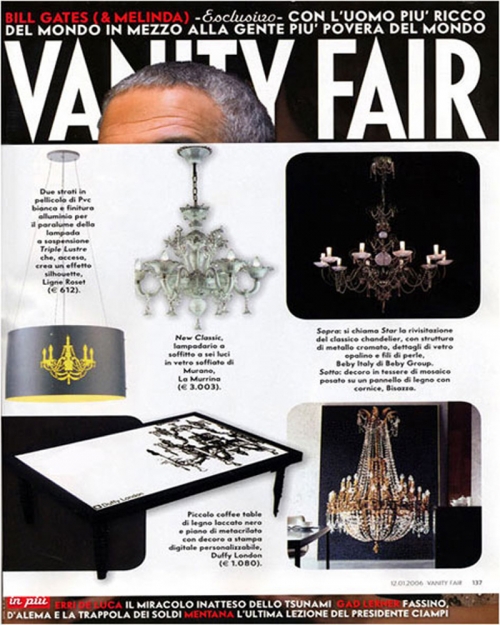 BILL GATES (& MELINDA) -Esclusivo- CON L'UOMO PIU' RICCO
DEL MONDO IN MEZZO ALLA GENTE PIU' POVERA DEL MONDO
VANITY FAIR
Due strati in
pellicola di Pvc
bianca e finitura
alluminio per
il paralume della
lampada
a sospensione
Triple Lustre
che, accesa,
crea un effetto
silhouette,
Ligne Roset
(€ 612).
New Classic,
lampadario a
soffitto a sei luci
in vetro soffiato di
Murano,
La Murrina
(€ 3.003).
Sopra: si chiama Star la rivisitazione
del classico chandelier, con struttura
di metallo cromato, dettagli di vetro
opalino e fili di perle,
Beby Italy di Beby Group.
Sotto: decoro in tessere di mosaico
posato su un pannello di legno con
cornice, Bisazza.
Duffy London
Piccolo coffee table
di legno laccato nero
e piano di metacrilato
con decoro a stampa
digitale personalizzabile,
Duffy London
(€ 1.080).
12.01.2006 VANITY FAIR 137
in più ERRI DE LUCA IL MIRACOLO INATTESO DELLO TSUNAMI GAD LERNER FASSINO,
D'ALEMA E LA TRAPPOLA DEI SOLDI MENTANA L'ULTIMA LEZIONE DEL PRESIDENTE CIAMPI